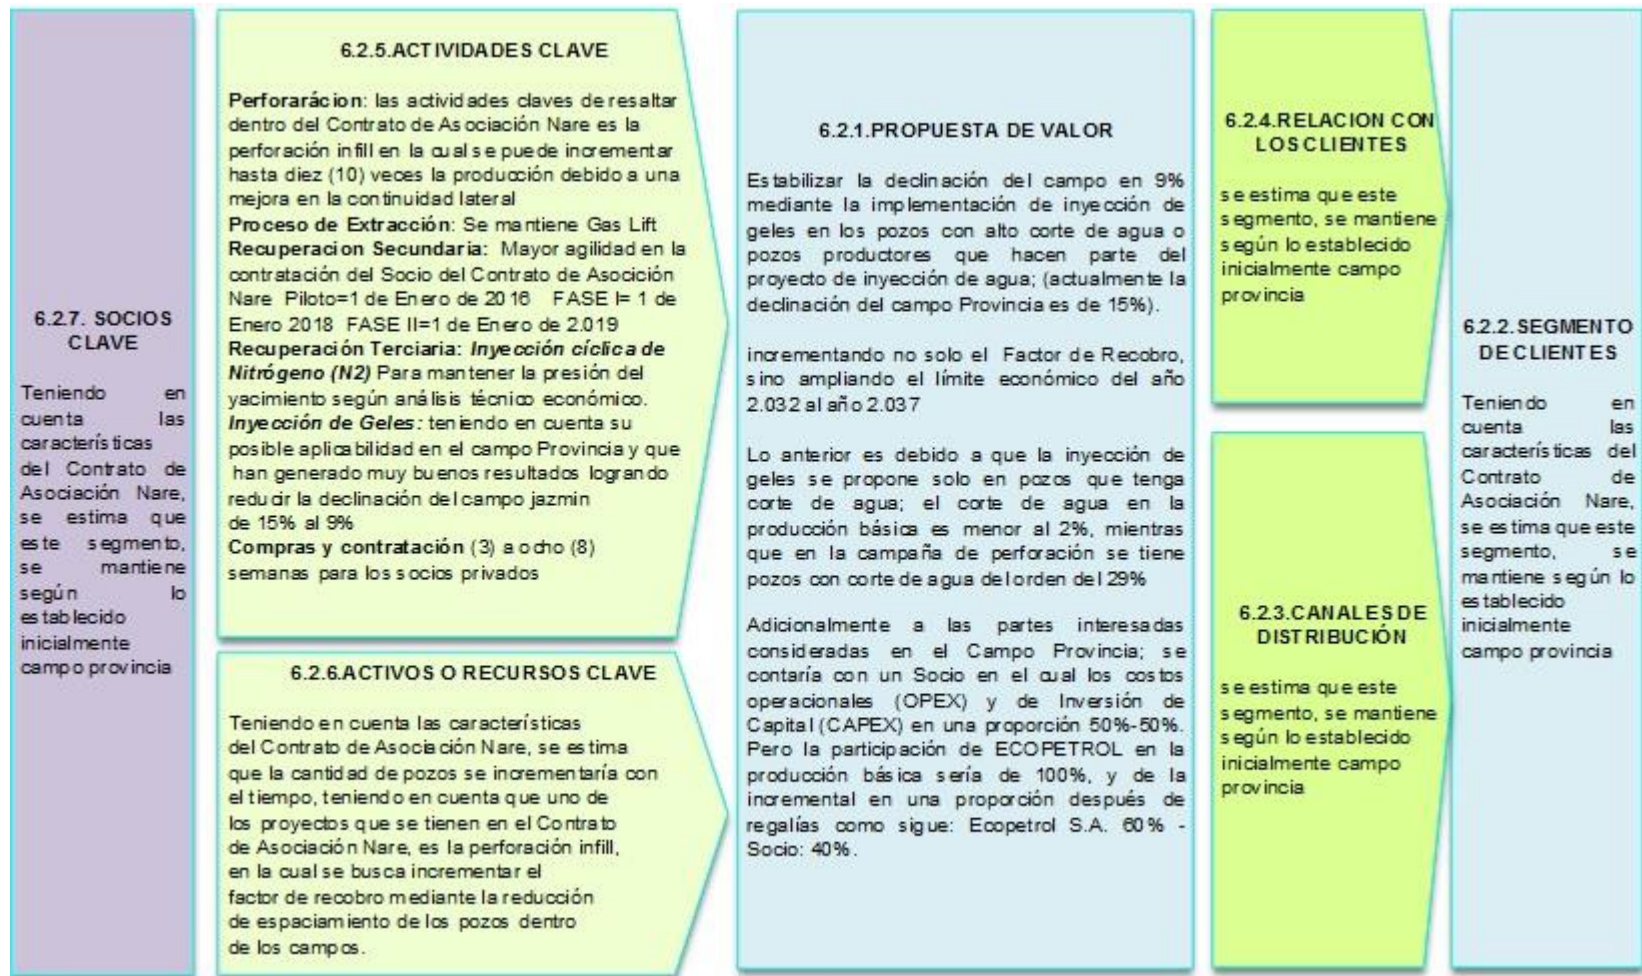 6.2.7. SOCIOS
CLAVE
Teniendo en
cuenta las
características
del Contrato de
Asociación Nare,
se estima que
este segmento,
se mantiene
según lo
establecido
inicialmente
campo provincia
6.2.5.ACTIVIDADES CLAVE
Perforarácion: las actividades claves de resaltar
dentro del Contrato de Asociación Nare es la
perforación infill en la cual se puede incrementar
hasta diez (10) veces la producción debido a una
mejora en la continuidad lateral
Proceso de Extracción: Se mantiene Gas Lift
Recuperacion Secundaria: Mayor agilidad en la
contratación del Socio del Contrato de Asocición
Nare Piloto=1 de Enero de 2016 FASE I= 1 de
Enero 2018 FASE II=1 de Enero de 2.019
Recuperación Terciaria: Inyección cíclica de
Nitrógeno (N2) Para mantener la presión del
yacimiento según análisis técnico económico.
Inyección de Geles: teniendo en cuenta su
posible aplicabilidad en el campo Provincia y que
han generado muy buenos resultados logrando
reducir la declinación del campo jazmin
de 15% al 9%
Compras y contratación (3) a ocho (8)
semanas para los socios privados
6.2.6.ACTIVOS O RECURSOS CLAVE
Teniendo en cuenta las características
del Contrato de Asociación Nare, se estima
que la cantidad de pozos se incrementaría con
el tiempo, teniendo en cuenta que uno de
los proyectos que se tienen en el Contrato
de Asociación Nare, es la perforación infill,
en la cual se busca incrementar el
factor de recobro mediante la reducción
de espaciamiento de los pozos dentro
de los campos.
6.2.1.PROPUESTA DE VALOR
Estabilizar la declinación del campo en 9%
mediante la implementación de inyección de
geles en los pozos con alto corte de agua o
pozos productores que hacen parte del
proyecto de inyección de agua; (actualmente la
declinación del campo Provincia es de 15%).
incrementando no solo el Factor de Recobro,
sino ampliando el límite económico del año
2.032 al año 2.037
Lo anterior es debido a que la inyección de
geles se propone solo en pozos que tenga
corte de agua; el corte de agua en la
producción básica es menor al 2%, mientras
que en la campaña de perforación se tiene
pozos con corte de agua del orden del 29%
Adicionalmente a las partes interesadas
consideradas en el Campo Provincia; se
contaría con un Socio en el cual los costos
operacionales (OPEX) y de Inversión de
Capital (CAPEX) en una proporción 50%-50%.
Pero la participación de ECOPETROL en la
producción básica sería de 100%, y de la
incremental en una proporción después de
regalías como sigue: Ecopetrol S.A. 60% -
Socio: 40%.
6.2.4.RELACION CON
LOS CLIENTES
se estima que este
segmento, se mantiene
según lo establecido
inicialmente campo
provincia
6.2.3.CANALES DE
DISTRIBUCIÓN
se estima que este
segmento, se mantiene
según lo establecido
inicialmente campo
provincia
6.2.2.SEGMENTO
DE CLIENTES
Teniendo en
cuenta las
características del
Contrato de
Asociación Nare,
se estima que este
segmento, se
mantiene según lo
establecido
inicialmente
campo provincia